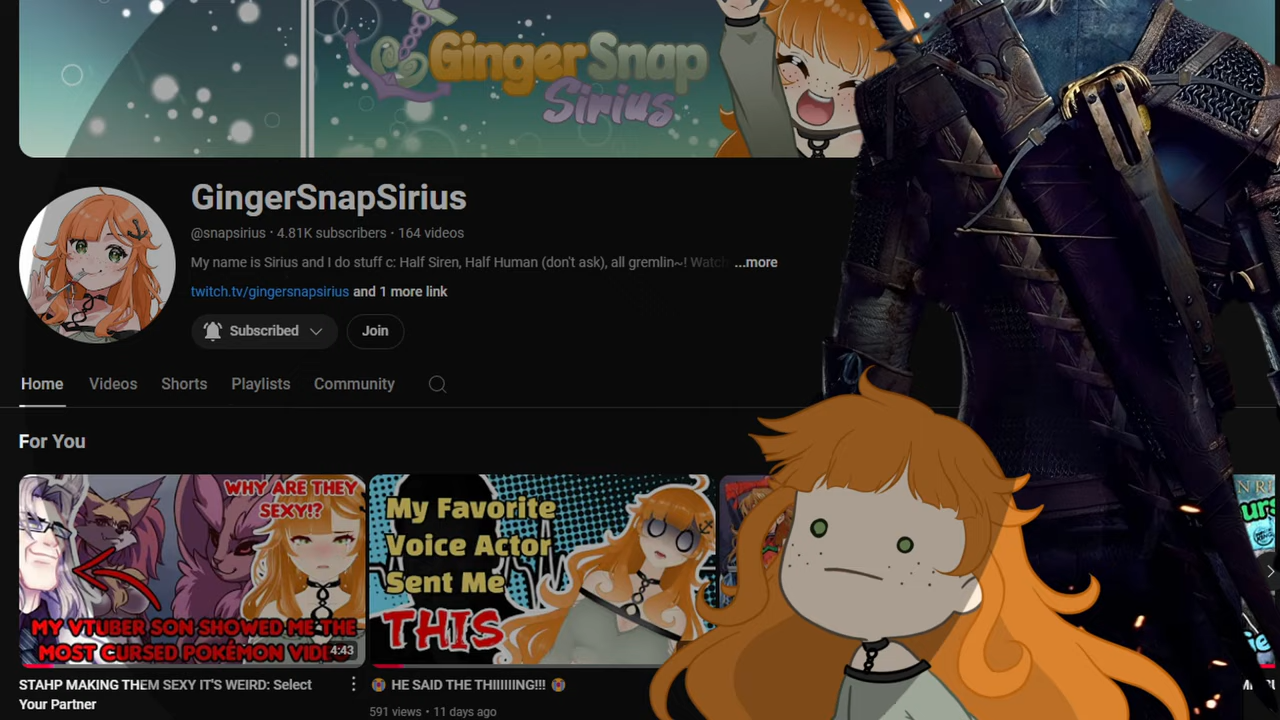 GingerSnap
Sirius
GingerSnapSirius
@snapsirius · 4.81K subscribers · 164 videos
My name is Sirius and I do stuff c: Half Siren, Half Human (don't ask), all gremlin~! Watch ...more
twitch.tv/gingersnapsirius and 1 more link
Subscribed Join
Home Videos Shorts Playlists Community
For You
WHY ARE THEY
SEXY!?
MY VTUBER SON SHOWED ME THE
MOST CURSED POKÉMON VIDEO
4:43
My Favorite
Voice Actor
Sent Me
THIS
STAHP MAKING THEM SEXY IT'S WEIRD: Select
Your Partner
HE SAID THE THIIIIIING!!!
591 views · 11 days ago